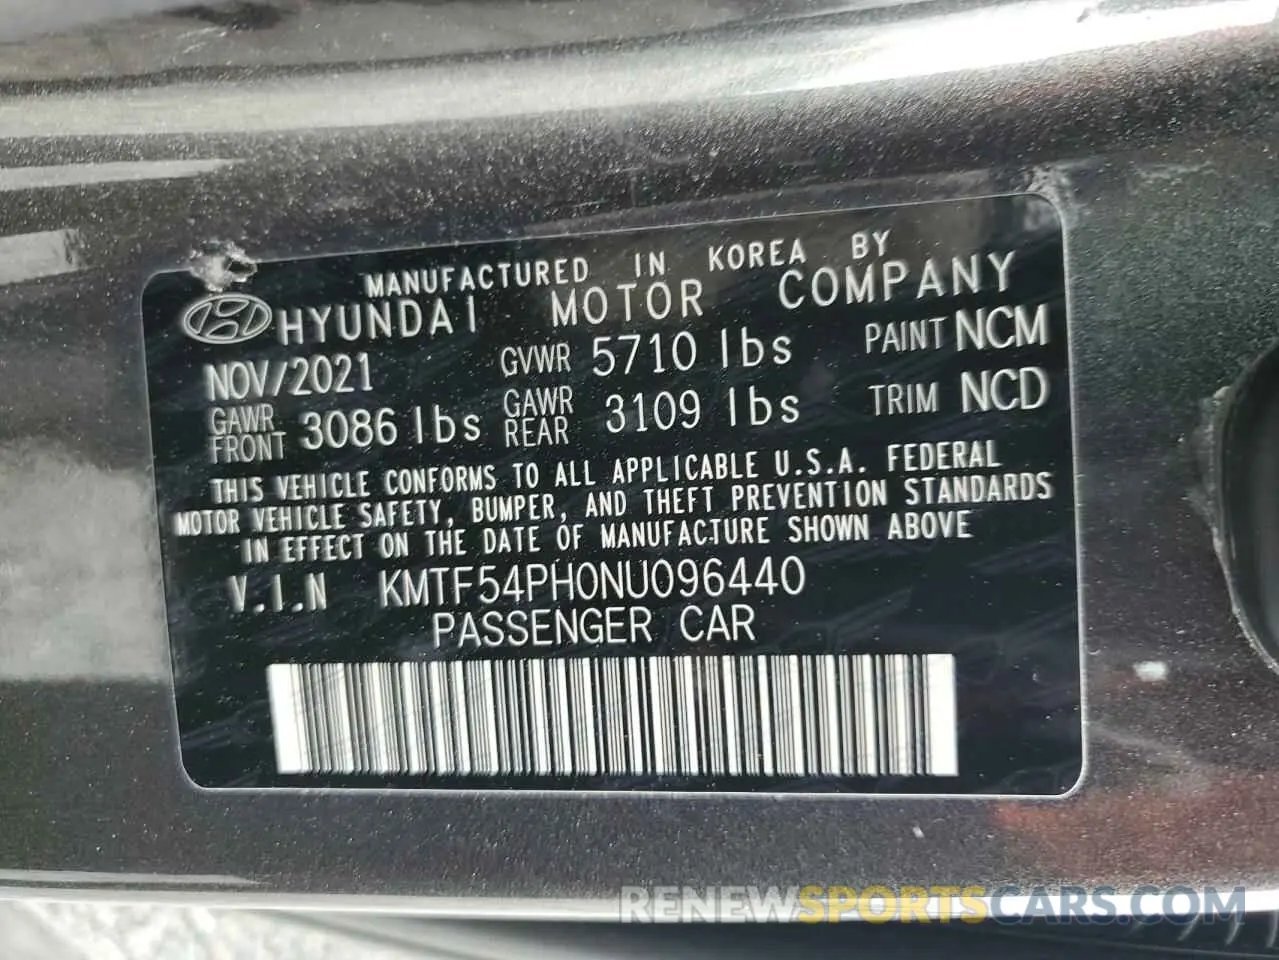 MANUFACTURED IN KOREA BY
HYUNDAI MOTOR COMPANY
NOV/2021 GVWR 5710 lbs PAINT NCM
GAWR FRONT 3086 lbs GAWR REAR 3109 lbs TRIM NCD
THIS VEHICLE CONFORMS TO ALL APPLICABLE U.S.A. FEDERAL
MOTOR VEHICLE SAFETY, BUMPER, AND THEFT PREVENTION STANDARDS
IN EFFECT ON THE DATE OF MANUFACTURE SHOWN ABOVE
V.I.N KMTF54PH0NU096440
PASSENGER CAR
RENEWSPORTSCARS.COM